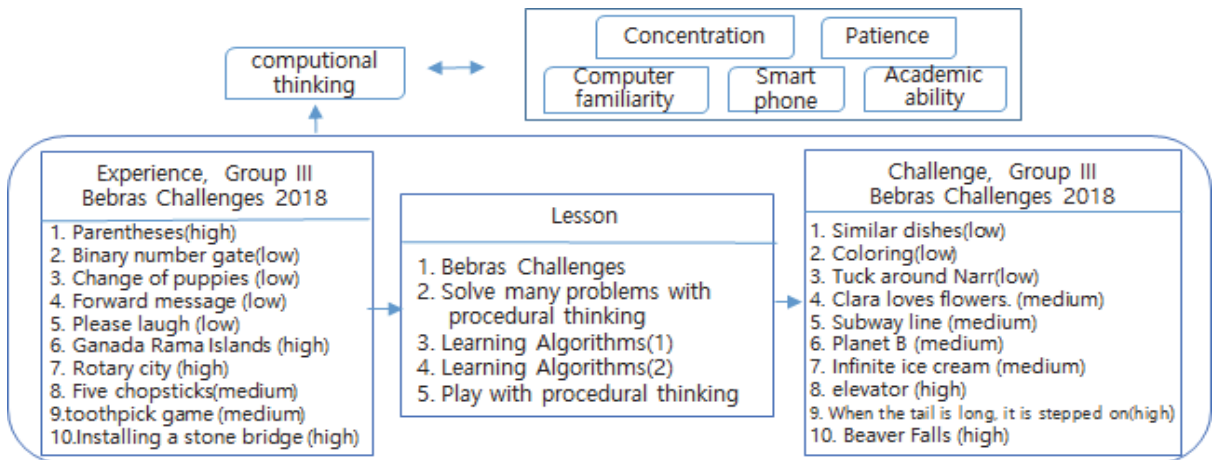 Concentration
Patience
computional
thinking
Computer
familiarity
Smart
phone
Academic
ability
Experience, Group III
Bebras Challenges 2018
1. Parentheses(high)
2. Binary number gate(low)
3. Change of puppies (low)
4. Forward message (low)
5. Please laugh (low)
6. Ganada Rama Islands (high)
7. Rotary city (high)
8. Five chopsticks(medium)
9.toothpick game (medium)
10.Installing a stone bridge (high)
Lesson
1. Bebras Challenges
2. Solve many problems with
procedural thinking
3. Learning Algorithms(1)
4. Learning Algorithms(2)
5. Play with procedural thinking
Challenge, Group III
Bebras Challenges 2018
1. Similar dishes(low)
2. Coloring(low)
3. Tuck around Narr(low)
4. Clara loves flowers. (medium)
5. Subway line (medium)
6. Planet B (medium)
7. Infinite ice cream (medium)
8. elevator (high)
9. When the tail is long, it is stepped on(high)
10. Beaver Falls (high)